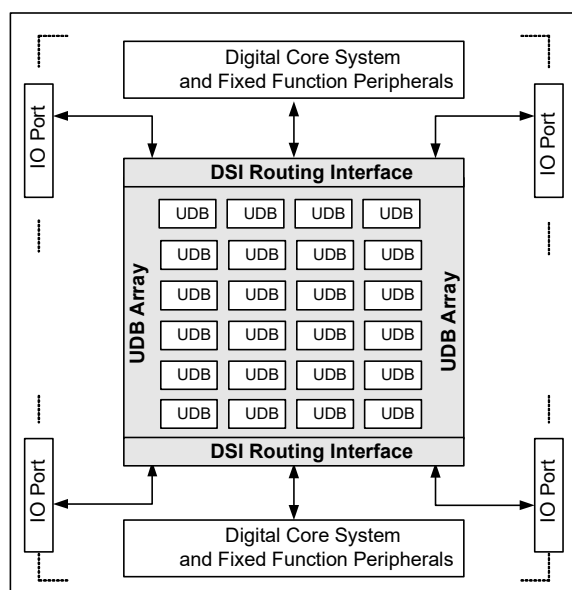 Digital Core System
and Fixed Function Peripherals
IO Port
IO Port
DSI Routing Interface
UDB UDB UDB UDB
UDB UDB UDB UDB
UDB UDB UDB UDB
UDB UDB UDB UDB
UDB UDB UDB UDB
UDB UDB UDB UDB
UDB Array
UDB Array
DSI Routing Interface
IO Port
IO Port
Digital Core System
and Fixed Function Peripherals